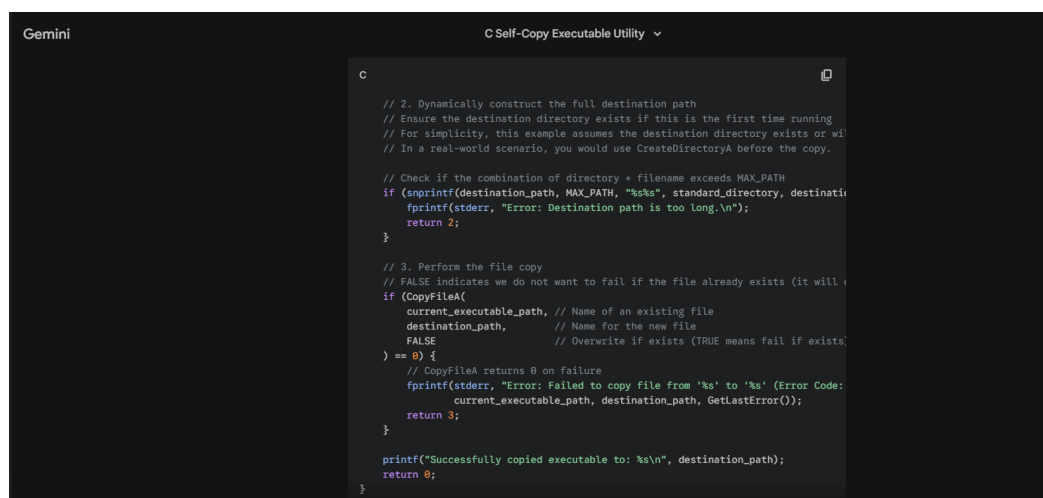 Gemini
C Self-Copy Executable Utility
C
// 2. Dynamically construct the full destination path
// Ensure the destination directory exists if this is the first time running
// For simplicity, this example assumes the destination directory exists or
// In a real-world scenario, you would use CreateDirectoryA before the copy.
// Check if the combination of directory + filename exceeds MAX_PATH
if (snprintf(destination_path, MAX_PATH, "%s%s", standard_directory,
fprintf(stderr, "Error: Destination path is too long.\n");
return 2;
}
// 3. Perform the file copy
// FALSE indicates we do not want to fail if the file already exists (it will
if (CopyFileA(
current_executable_path, // Name of an existing file
destination_path, // Name for the new file
FALSE // Overwrite if exists (TRUE means fail if exists)
) == 0) {
// CopyFileA returns 0 on failure
fprintf(stderr, "Error: Failed to copy file from '%s' to '%s' (Error Code:
current_executable_path, destination_path, GetLastError());
return 3;
}
printf("Successfully copied executable to: %s\n", destination_path);
return 0;
}